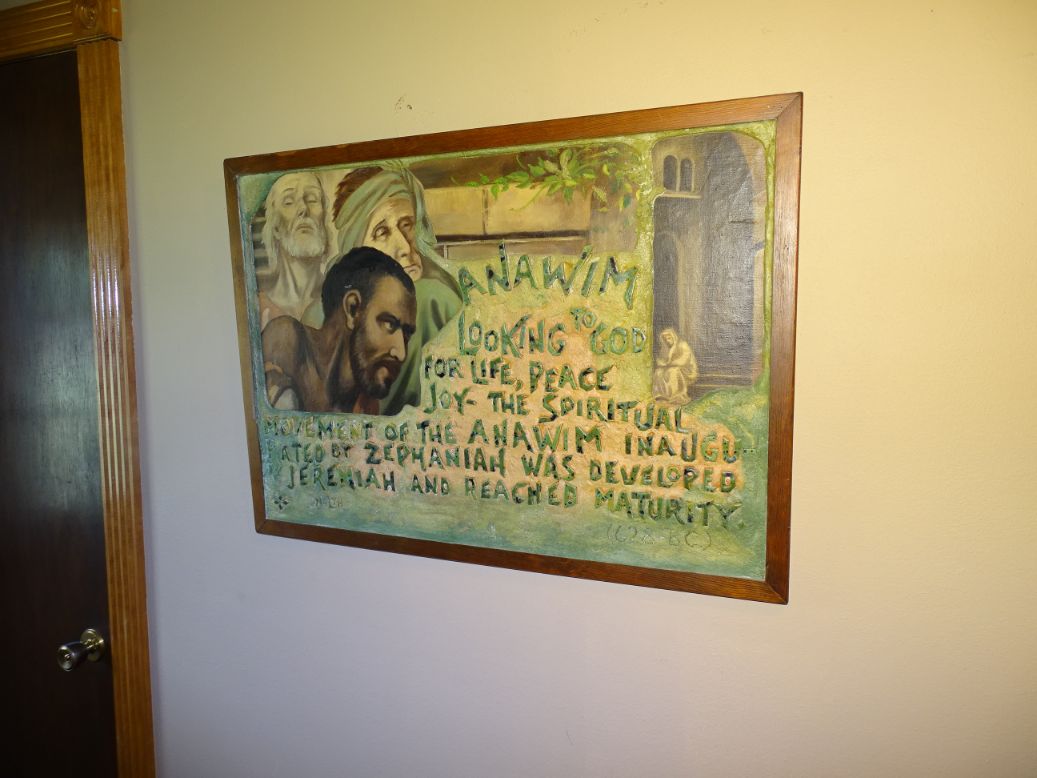 ANAWIM
LOOKING TO GOD
FOR LIFE, PEACE
JOY- THE SPIRITUAL
MOVEMENT OF THE ANAWIM INAUGU-
RATED BY ZEPHANIAH WAS DEVELOPED
BY JEREMIAH AND REACHED MATURITY.